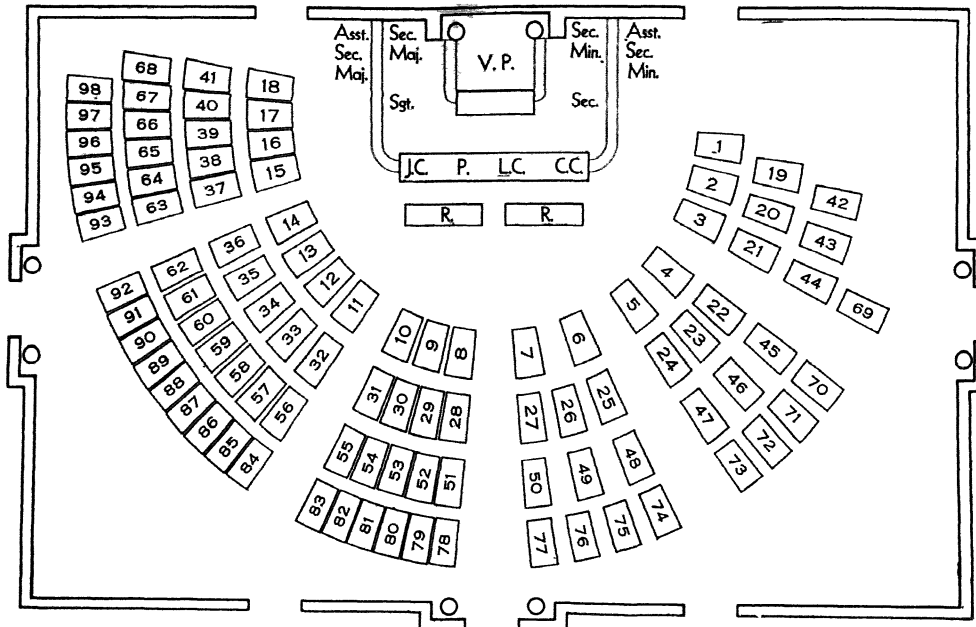 Asst. Sec. Sec. Asst.
Sec. Maj. V. P. Min. Sec.
Maj. Min.
Sgt. Sec.
J.C. P. L.C. C.C.
R. R.
98 68 41 18
97 67 40 17
96 66 39 16
95 65 38 15
94 64 37
93 63
1 19 42
2 20 43
3 21 44 69
92 62 36 14
91 61 35 13
90 60 34 12
89 59 33 11
88 58 32
87 57
86 56
85
84
10 9 8
31 30 29 28
55 54 53 52 51
83 82 81 80 79 78
7 6
27 26 25
50 49 48
77 76 75 74
4 22 45 70
5 23 46 71
24 47 72
73